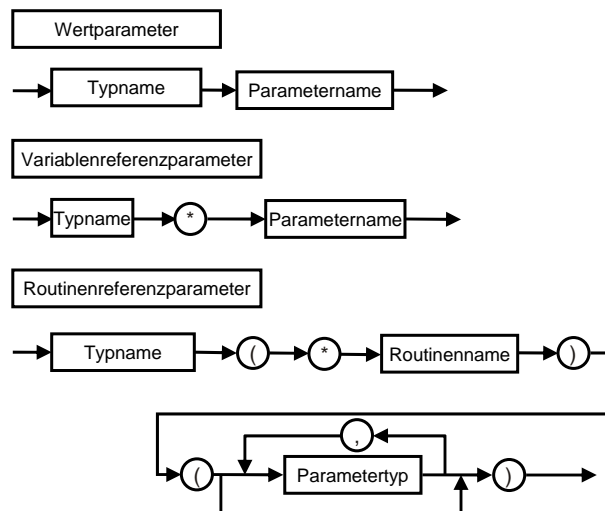 Wertparameter
Typname Parametername
Variablenreferenzparameter
Typname * Parametername
Routinenreferenzparameter
Typname ( * Routinenname )
,
( Parametertyp )